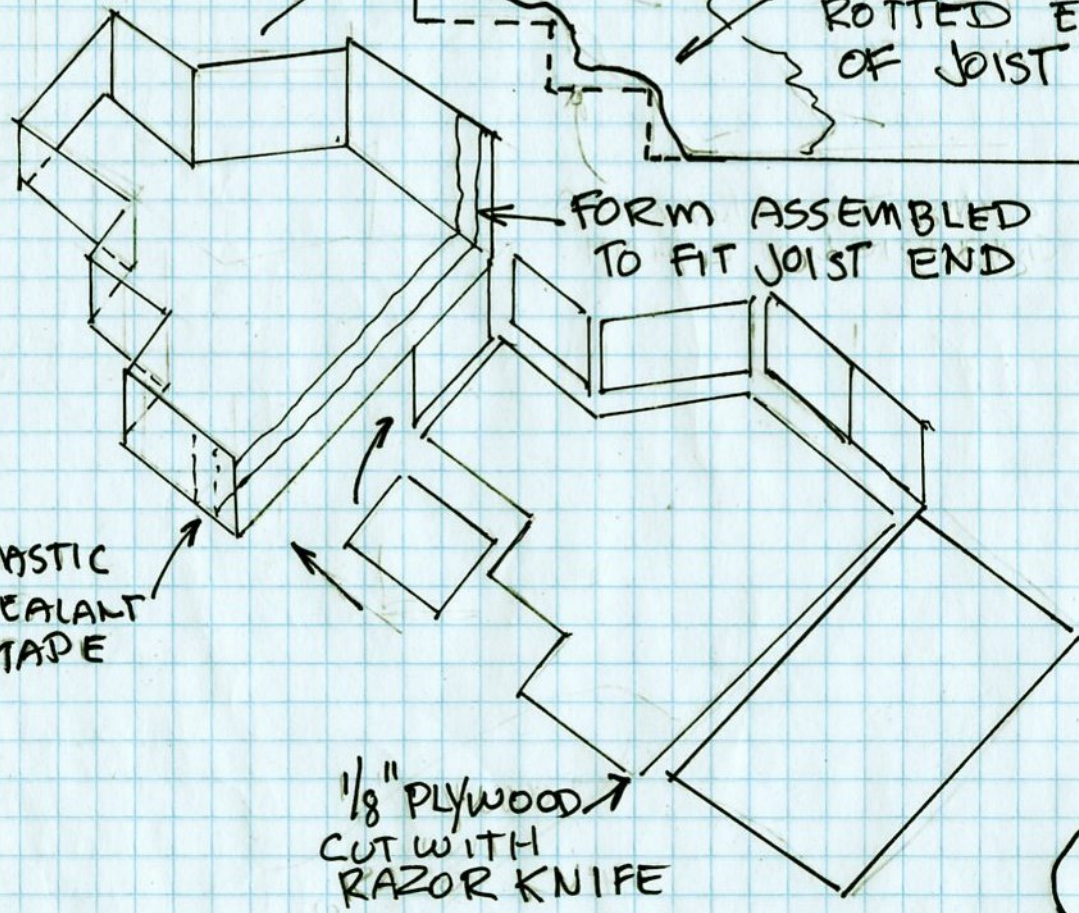 ROTTED E
OF JOIST
FORM ASSEMBLED
TO FIT JOIST END
ASTIC
EALANT
TAPE
1/8" PLYWOOD
CUT WITH
RAZOR KNIFE